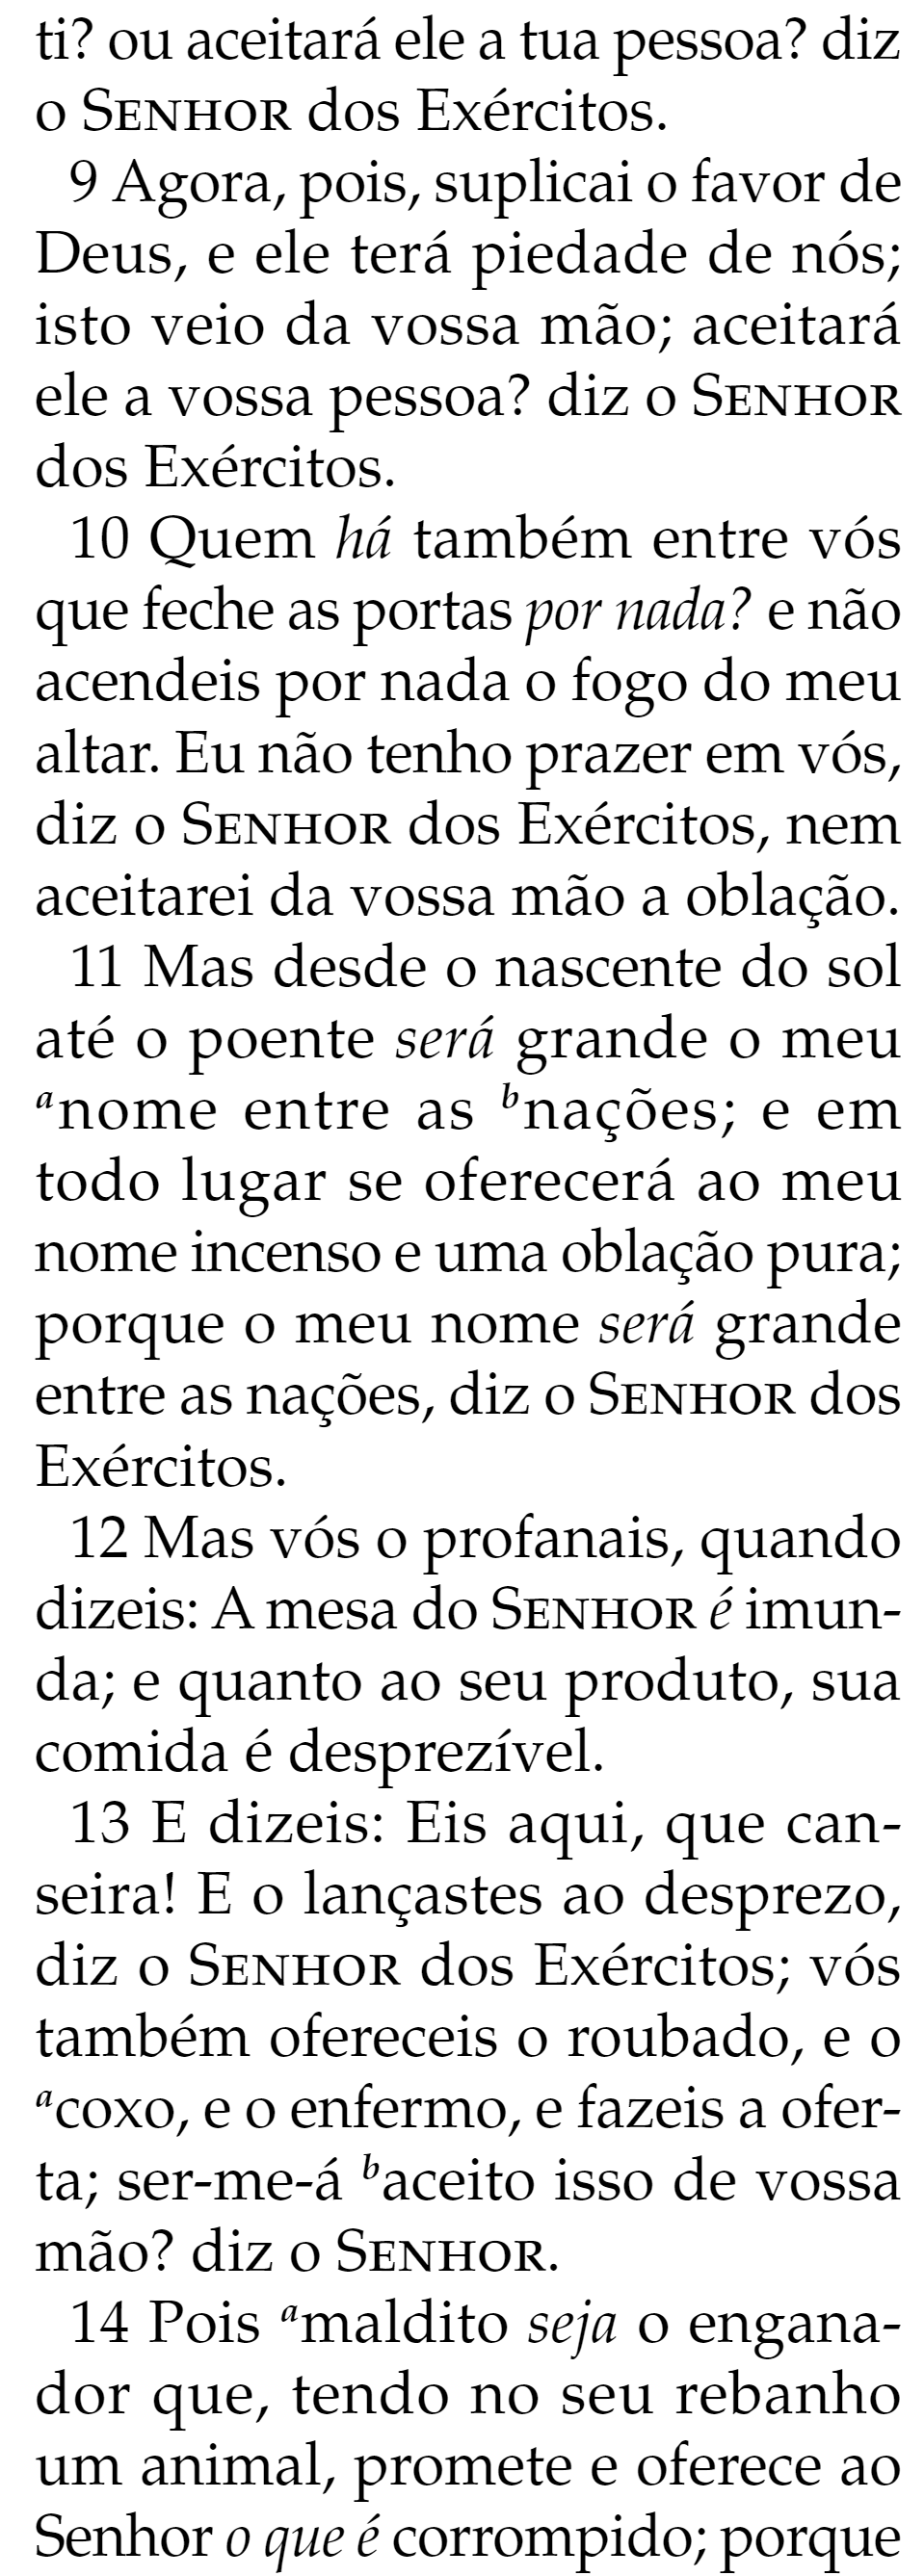 ti? ou aceitará ele a tua pessoa? diz
o SENHOR dos Exércitos.
9 Agora, pois, suplicai o favor de
Deus, e ele terá piedade de nós;
isto veio da vossa mão; aceitará
ele a vossa pessoa? diz o SENHOR
dos Exércitos.
10 Quem há também entre vós
que feche as portas por nada? e não
acendeis por nada o fogo do meu
altar. Eu não tenho prazer em vós,
diz o SENHOR dos Exércitos, nem
aceitarei da vossa mão a oblação.
11 Mas desde o nascente do sol
até o poente será grande o meu
ᵃnome entre as ᵇnações; e em
todo lugar se oferecerá ao meu
nome incenso e uma oblação pura;
porque o meu nome será grande
entre as nações, diz o SENHOR dos
Exércitos.
12 Mas vós o profanais, quando
dizeis: A mesa do SENHOR é imun-
da; e quanto ao seu produto, sua
comida é desprezível.
13 E dizeis: Eis aqui, que can-
seira! E o lançastes ao desprezo,
diz o SENHOR dos Exércitos; vós
também ofereceis o roubado, e o
ᵃcoxo, e o enfermo, e fazeis a ofer-
ta; ser-me-á ᵇaceito isso de vossa
mão? diz o SENHOR.
14 Pois ᵃmaldito seja o engana-
dor que, tendo no seu rebanho
um animal, promete e oferece ao
Senhor o que é corrompido; porque